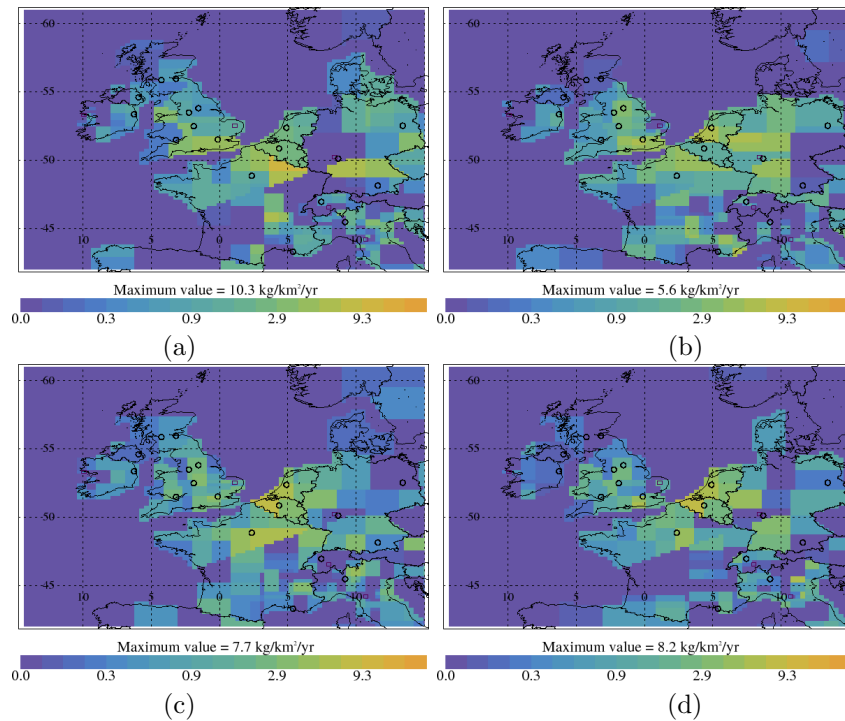 60
55
50
45
10 5 0 5 10
Maximum value = 10.3 kg/km²/yr
0.0 0.3 0.9 2.9 9.3
(a)
60
55
50
45
10 5 0 5 10
Maximum value = 5.6 kg/km²/yr
0.0 0.3 0.9 2.9 9.3
(b)
60
55
50
45
10 5 0 5 10
Maximum value = 7.7 kg/km²/yr
0.0 0.3 0.9 2.9 9.3
(c)
60
55
50
45
10 5 0 5 10
Maximum value = 8.2 kg/km²/yr
0.0 0.3 0.9 2.9 9.3
(d)